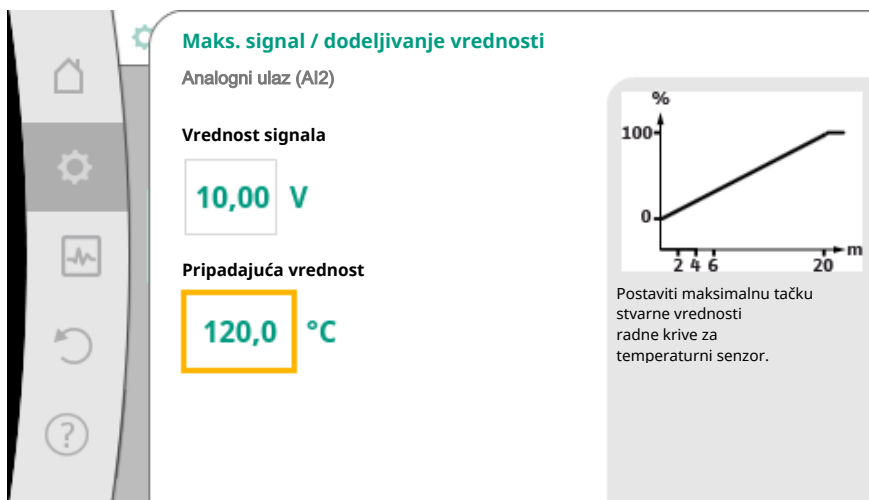 Maks. signal / dodeljivanje vrednosti
Analogni ulaz (AI2)
Vrednost signala
10,00 V
Pripadajuća vrednost
120,0 °C
%
100
0
2 4 6 20
m
Postaviti maksimalnu tačku
stvarne vrednosti
radne krive za
temperaturni senzor.
?